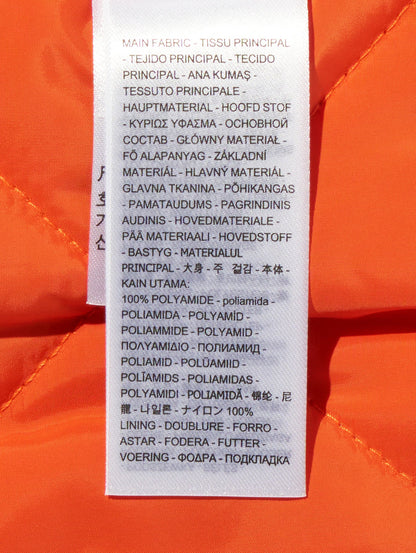 MAIN FABRIC - TISSU PRINCIPAL
- TEJIDO PRINCIPAL - TECIDO
PRINCIPAL - ANA KUMAŞ -
TESSUTO PRINCIPALE -
HAUPTMATERIAL - HOOFD STOF
- ΚΥΡΙΩΣ ΥΦΑΣΜΑ - ОСНОВНОЙ
СОСТАВ - GŁÓWNY MATERIAŁ -
FŐ ALAPANYAG - ZÁKLADNÍ
MATERIÁL - HLAVNÝ MATERIÁL -
GLAVNA TKANINA - PÕHIKANGAS
- PAMATAUDUMS - PAGRINDINIS
AUDINIS - HOVEDMATERIALE -
PÄÄ MATERIAALI - HOVEDSTOFF
- BASTYG - MATERIALUL
PRINCIPAL - 大身 - 주 겉감 - 本体 -
KAIN UTAMA:
100% POLYAMIDE - poliamida -
POLIAMIDA - POLYAMİD -
POLIAMMIDE - POLYAMID -
ΠΟΛΥΑΜΙΔΙΟ - ПОЛИАМИД -
POLIAMID - POLÜAMIID -
POLĪAMĪDS - POLIAMIDAS -
POLYAMIDI - POLIAMIDĂ - 锦纶 - 尼
龍 - 나일론 - ナイロン 100%
LINING - DOUBLURE - FORRO -
ASTAR - FODERA - FUTTER -
VOERING - ΦΟΔΡΑ - ПОДКЛАДКА